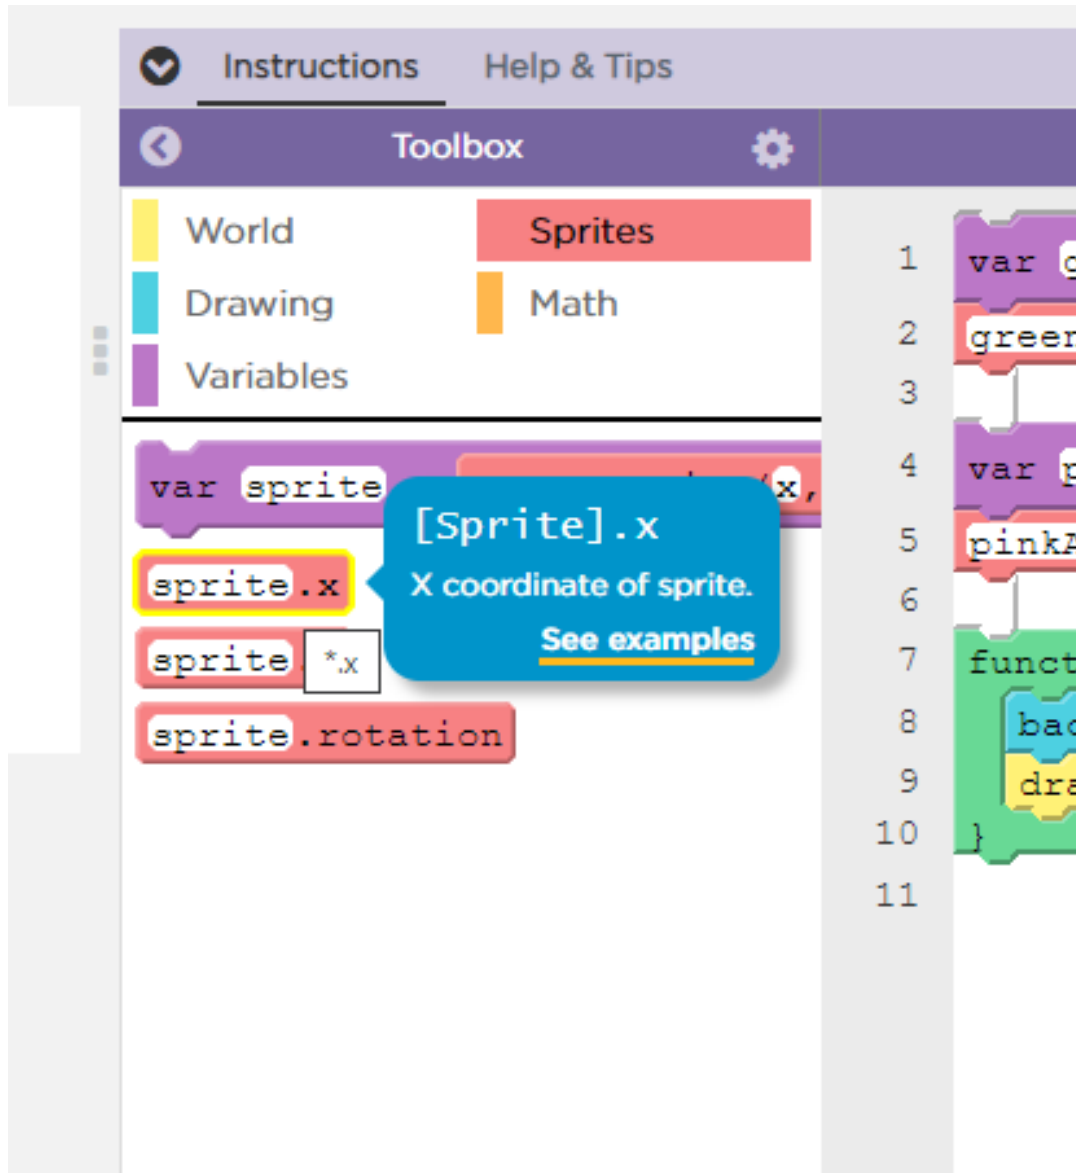 Instructions Help & Tips
Toolbox
World Sprites
Drawing Math
Variables
var sprite x,
[Sprite].x
X coordinate of sprite.
See examples
sprite.x
sprite.
*.x
sprite.rotation
1 var g
2 green
3
4 var p
5 pinkA
6
7 funct
8 bac
9 dra
10 }
11